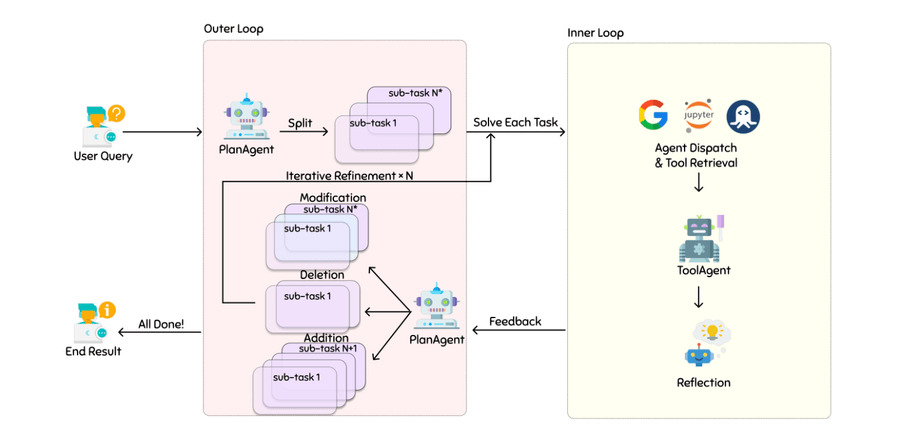 Outer Loop
Inner Loop
User Query
PlanAgent
Split
sub-task N*
sub-task 1
Solve Each Task
jupyter
Agent Dispatch
& Tool Retrieval
Iterative Refinement × N
Modification
sub-task N*
sub-task 1
ToolAgent
Deletion
sub-task 1
PlanAgent
Feedback
All Done!
End Result
Addition
sub-task N+1
sub-task 1
Reflection